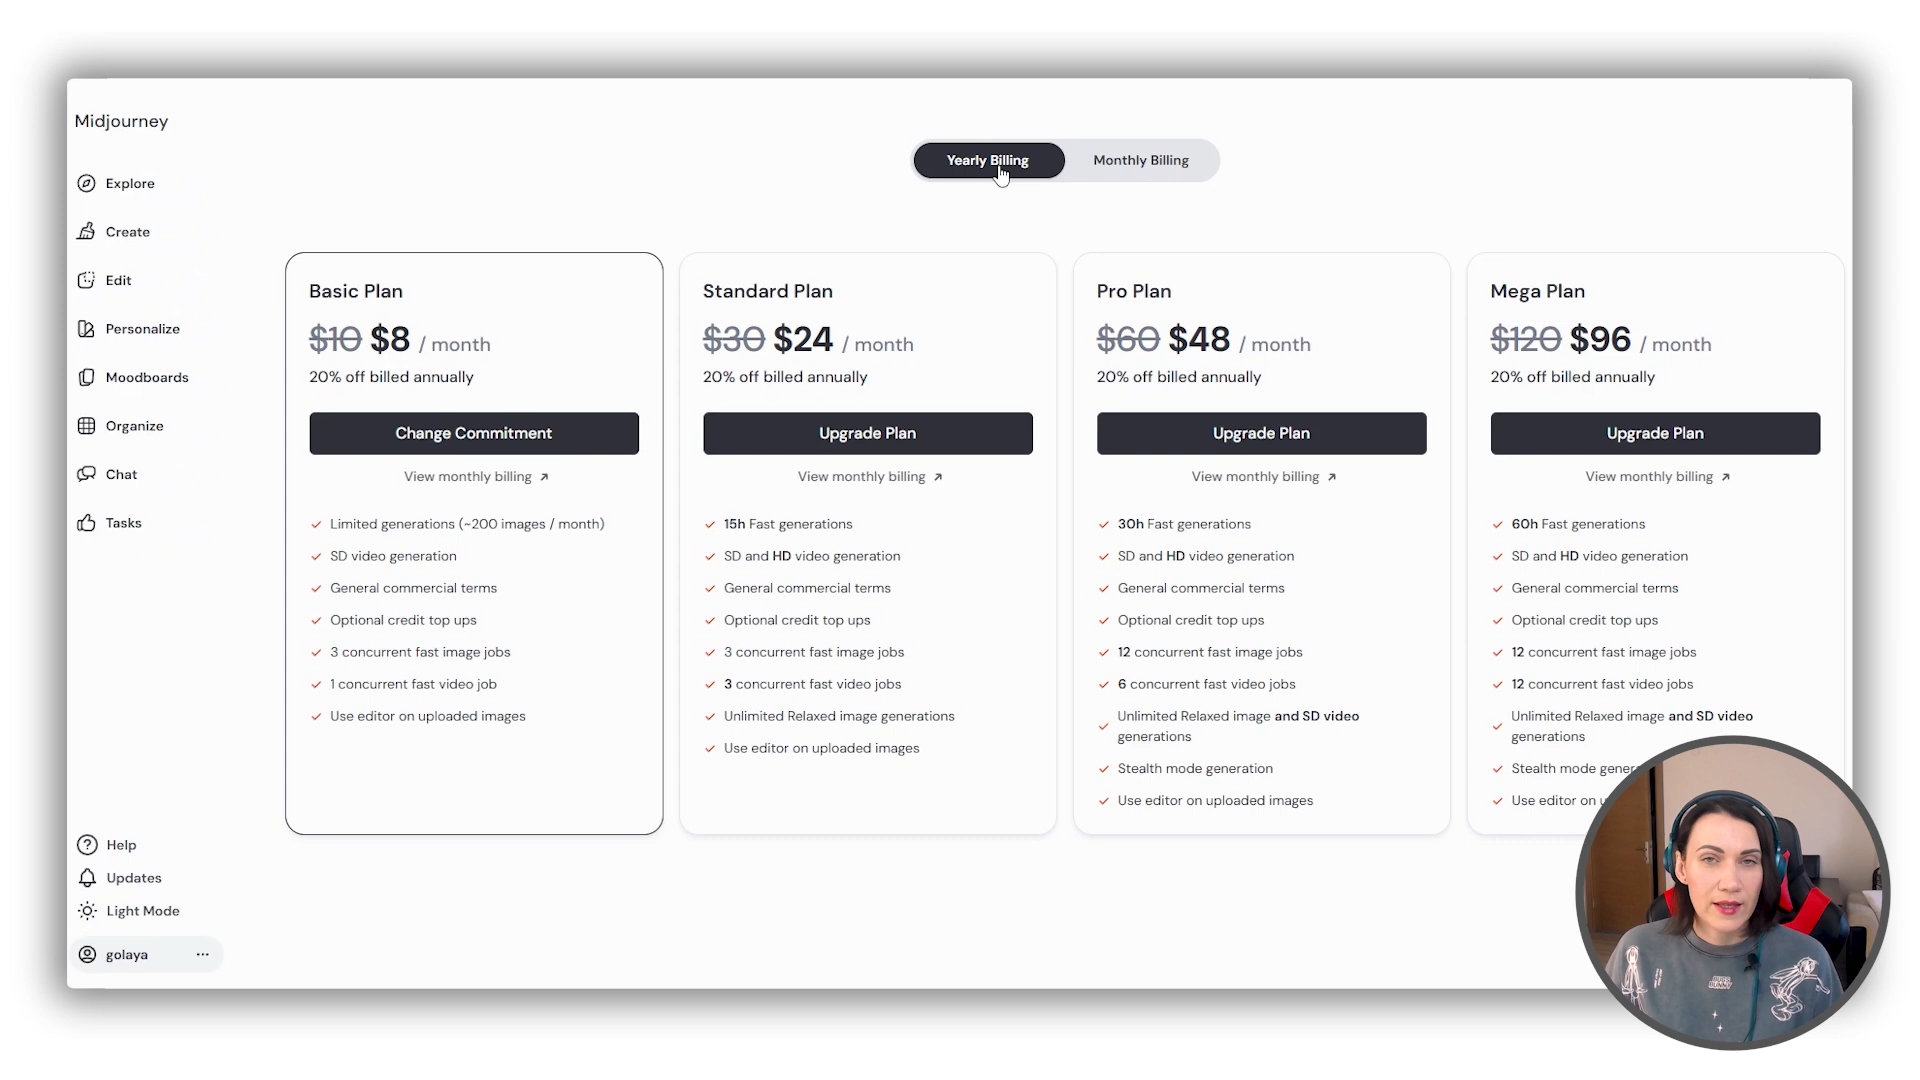 Midjourney
Explore
Create
Edit
Personalize
Moodboards
Organize
Chat
Tasks
Help
Updates
Light Mode
golaya
Yearly Billing
Monthly Billing
Basic Plan
$10 $8 / month
20% off billed annually
Change Commitment
View monthly billing
Limited generations (~200 images / month)
SD video generation
General commercial terms
Optional credit top ups
3 concurrent fast image jobs
1 concurrent fast video job
Use editor on uploaded images
Standard Plan
$30 $24 / month
20% off billed annually
Upgrade Plan
View monthly billing
15h Fast generations
SD and HD video generation
General commercial terms
Optional credit top ups
3 concurrent fast image jobs
3 concurrent fast video jobs
Unlimited Relaxed image generations
Use editor on uploaded images
Pro Plan
$60 $48 / month
20% off billed annually
Upgrade Plan
View monthly billing
30h Fast generations
SD and HD video generation
General commercial terms
Optional credit top ups
12 concurrent fast image jobs
6 concurrent fast video jobs
Unlimited Relaxed image and SD video
generations
Stealth mode generation
Use editor on uploaded images
Mega Plan
$120 $96 / month
20% off billed annually
Upgrade Plan
View monthly billing
60h Fast generations
SD and HD video generation
General commercial terms
Optional credit top ups
12 concurrent fast image jobs
12 concurrent fast video jobs
Unlimited Relaxed image and SD video
generations
Stealth mode
Use editor on